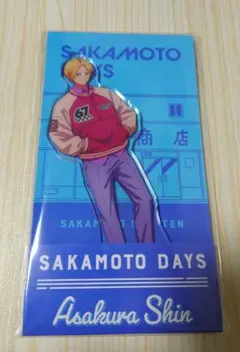 SAKAMOTO
DAYS
67
商店
SAKAMOTO SHOTEN
SAKAMOTO DAYS
Asakura Shin